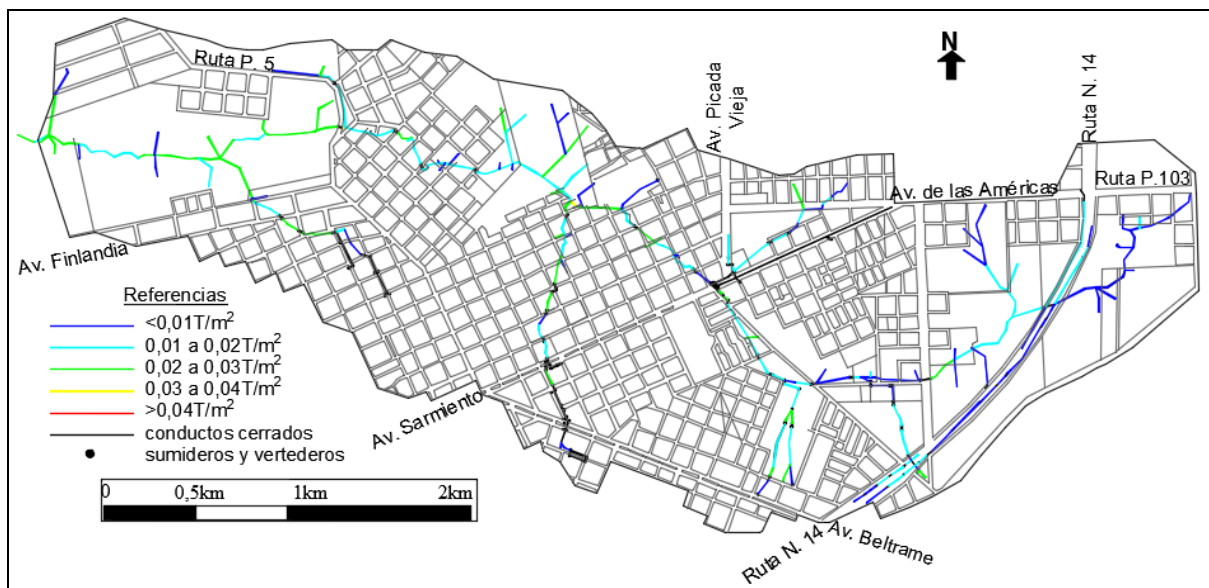 Ruta P. 5
N
Av. Picada
Vieja
Ruta N. 14
Ruta P.103
Av. de las Américas
Av. Finlandia
Referencias
<0,01T/m²
0,01 a 0,02T/m²
0,02 a 0,03T/m²
0,03 a 0,04T/m²
>0,04T/m²
conductos cerrados
sumideros y vertederos
Av. Sarmiento
0 0,5km 1km 2km
Ruta N. 14
Av. Beltrame